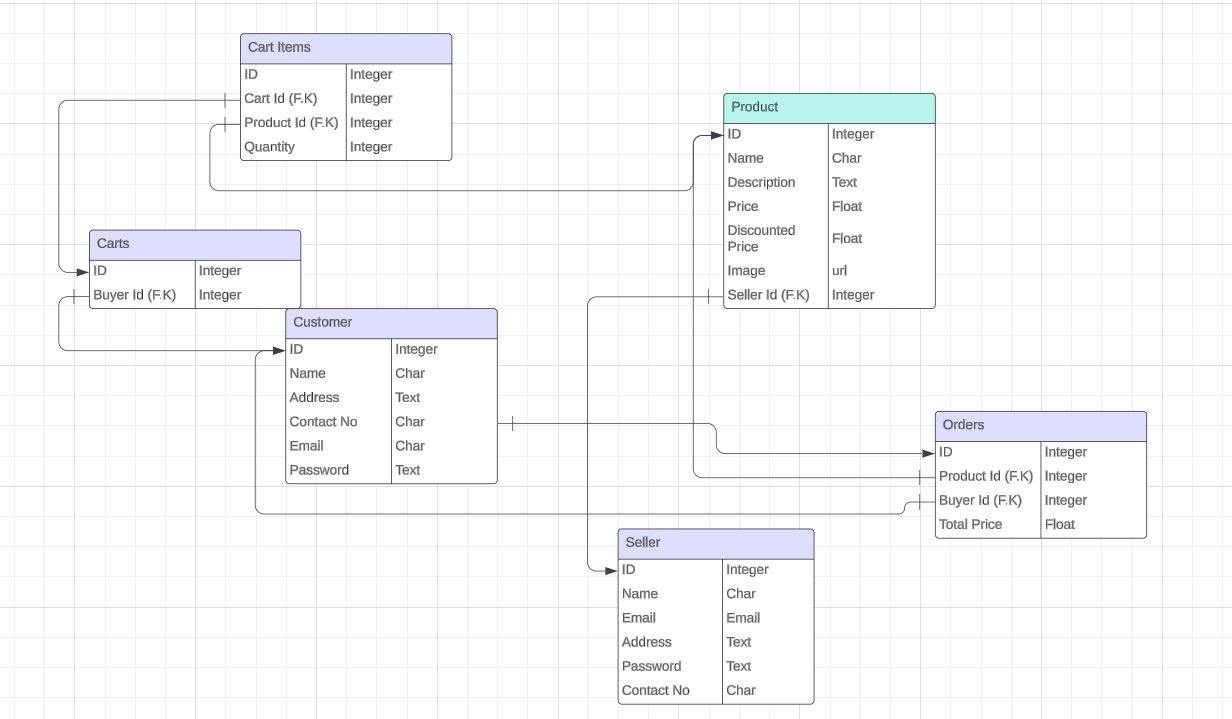 Cart Items
ID Integer
Cart Id (F.K) Integer
Product Id (F.K) Integer
Quantity Integer
Product
ID Integer
Name Char
Description Text
Price Float
Discounted
Price
Float
Image url
Seller Id (F.K) Integer
Carts
ID Integer
Buyer Id (F.K) Integer
Customer
ID Integer
Name Char
Address Text
Contact No Char
Email Char
Password Text
Orders
ID Integer
Product Id (F.K) Integer
Buyer Id (F.K) Integer
Total Price Float
Seller
ID Integer
Name Char
Email Email
Address Text
Password Text
Contact No Char